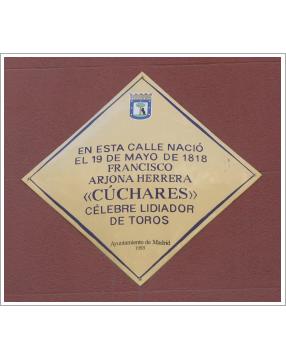 EN ESTA CALLE NACIÓ
EL 19 DE MAYO DE 1818
FRANCISCO
ARJONA HERRERA
«CÚCHARES»
CÉLEBRE LIDIADOR
DE TOROS
Ayuntamiento de Madrid